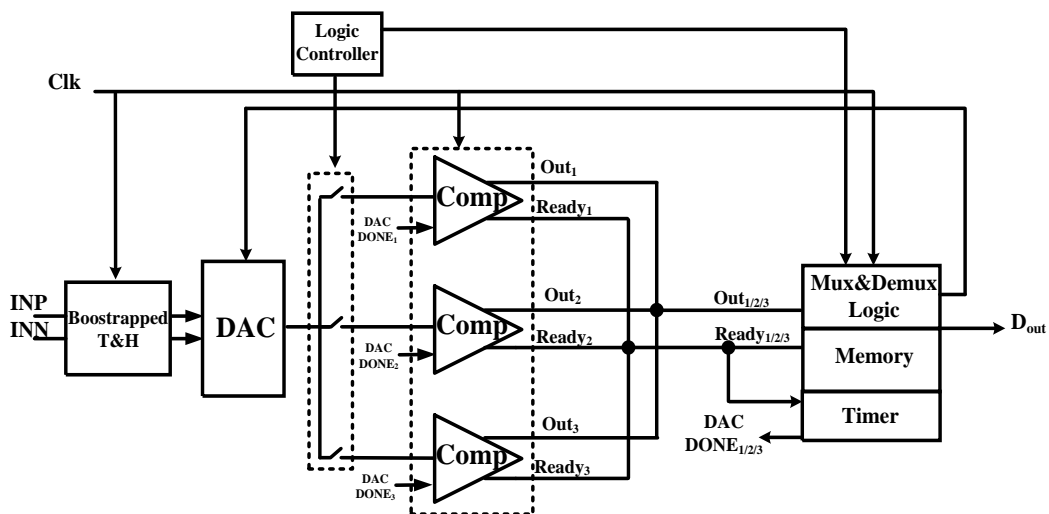 Logic
Controller
Clk
Out₁
Comp
Ready₁
DAC
DONE₁
INP
INN
Boostrapped
T&H
DAC
Out₂
Comp
Ready₂
DAC
DONE₂
Out₁/₂/₃
Ready₁/₂/₃
Mux&Demux
Logic
Memory
Timer
Dout
DAC
DONE₁/₂/₃
Out₃
Comp
Ready₃
DAC
DONE₃